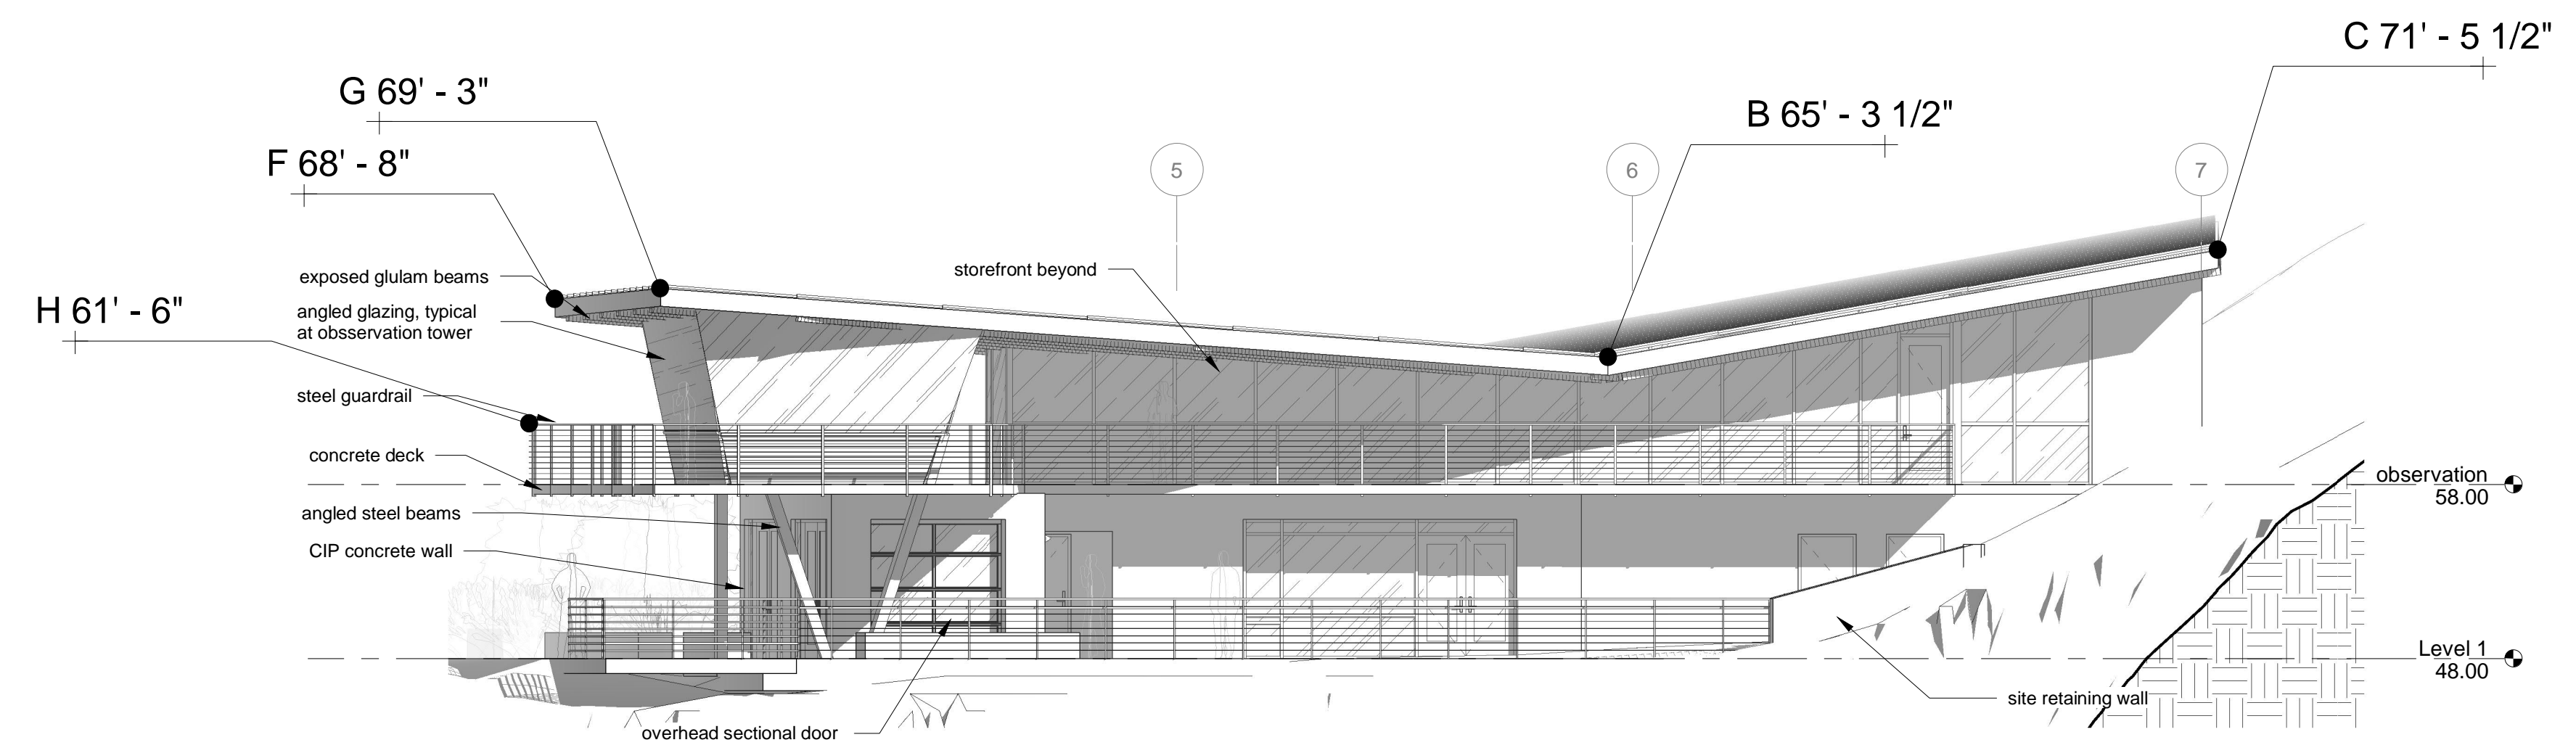 C 71' - 5 1/2"
G 69' - 3"
B 65' - 3 1/2"
F 68' - 8"
5
6
7
exposed glulam beams
storefront beyond
H 61' - 6"
angled glazing, typical
at obsservation tower
steel guardrail
concrete deck
observation
58.00
angled steel beams
CIP concrete wall
Level 1
48.00
site retaining wall
overhead sectional door